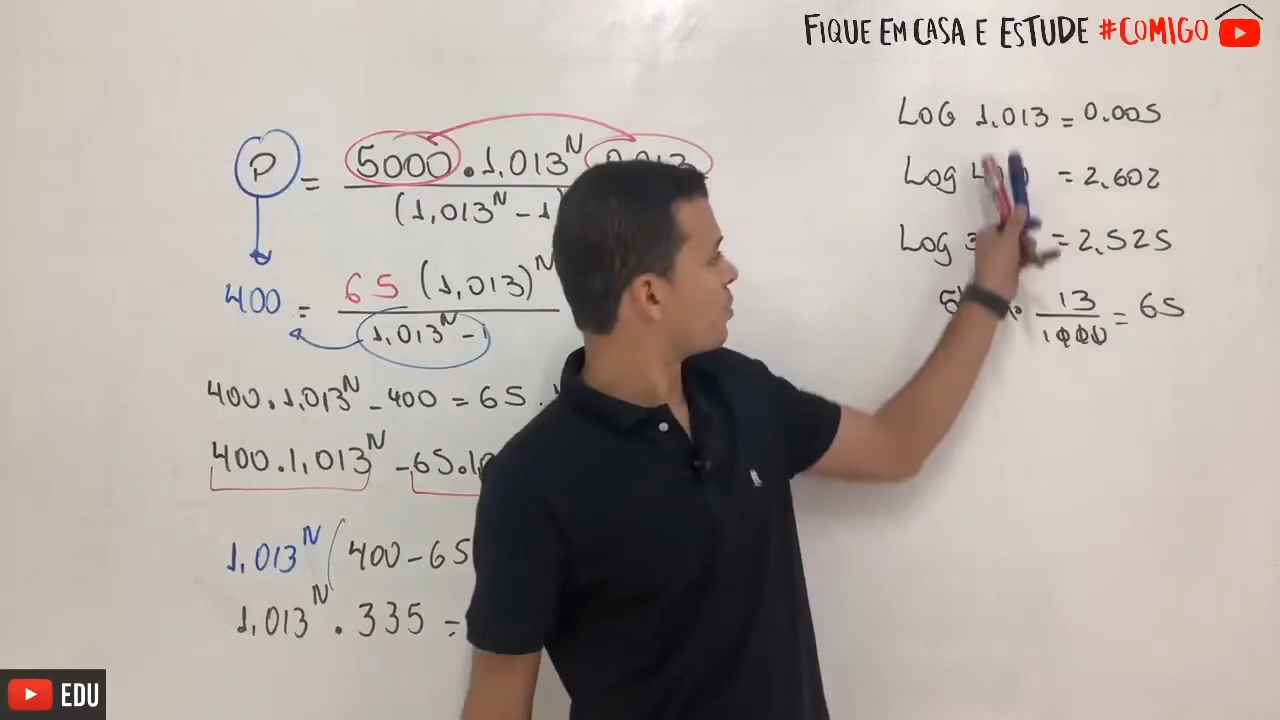 FIQUE EM CASA E ESTUDE #COMIGO
P = 5000 . 1,013^N
(1,013^N - 1)
400 = 65 (1,013)^N
1,013^N - 1
400 . 1,013^N - 400 = 65 .
400 . 1,013^N - 65 .
1,013^N (400 - 65
1,013^N . 335 =
LOG 1,013 = 0.005
Log = 2,602
Log = 2,525
13/1000 = 65
EDU